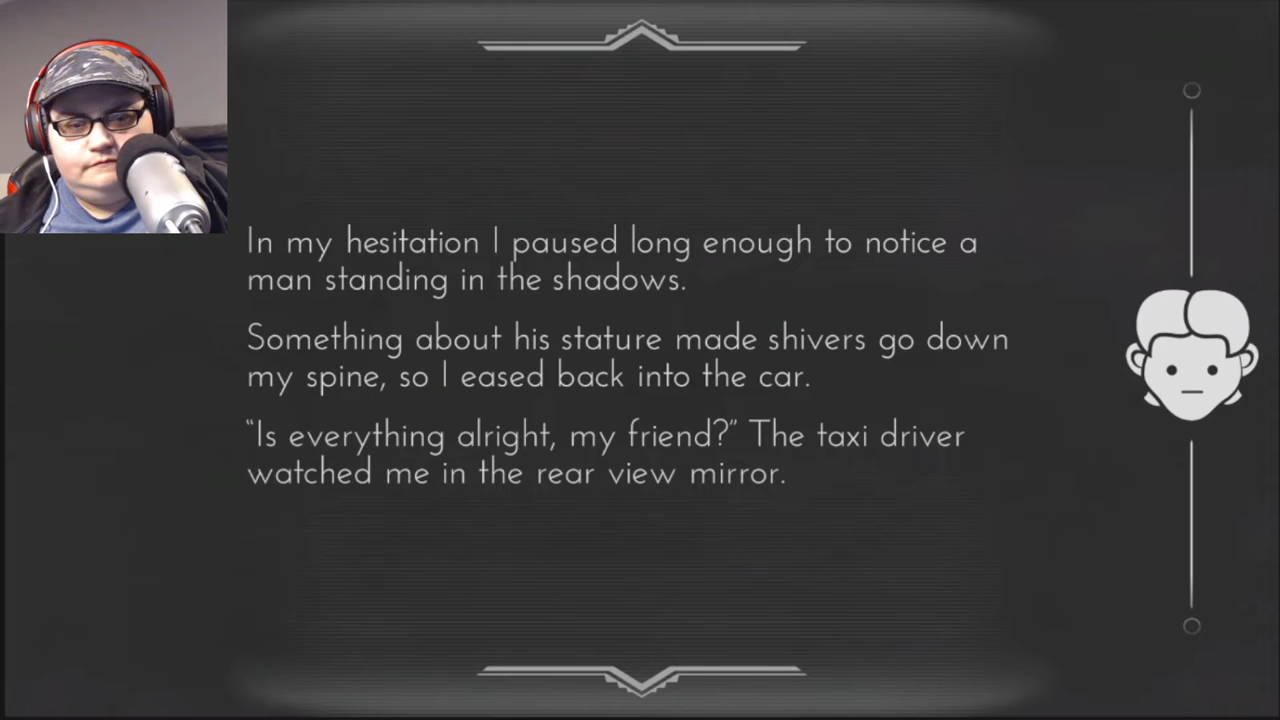 In my hesitation I paused long enough to notice a
man standing in the shadows.
Something about his stature made shivers go down
my spine, so I eased back into the car.
“Is everything alright, my friend?” The taxi driver
watched me in the rear view mirror.